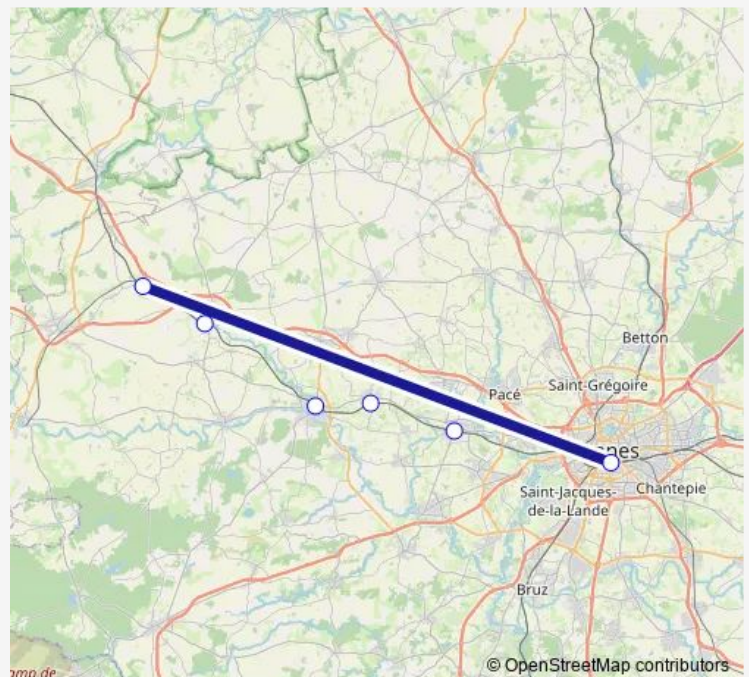 Betton
Saint-Grégoire
Pacé
Chantepie
Saint-Jacques-
de-la-Lande
Bruz
© OpenStreetMap contributors